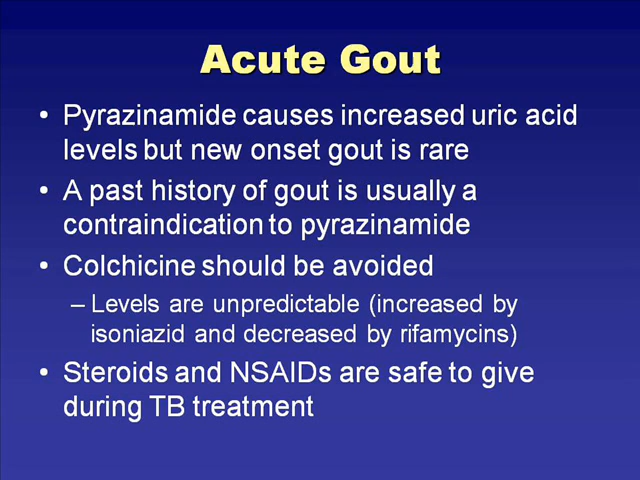 Acute Gout
• Pyrazinamide causes increased uric acid
levels but new onset gout is rare
• A past history of gout is usually a
contraindication to pyrazinamide
• Colchicine should be avoided
– Levels are unpredictable (increased by
isoniazid and decreased by rifamycins)
• Steroids and NSAIDs are safe to give
during TB treatment